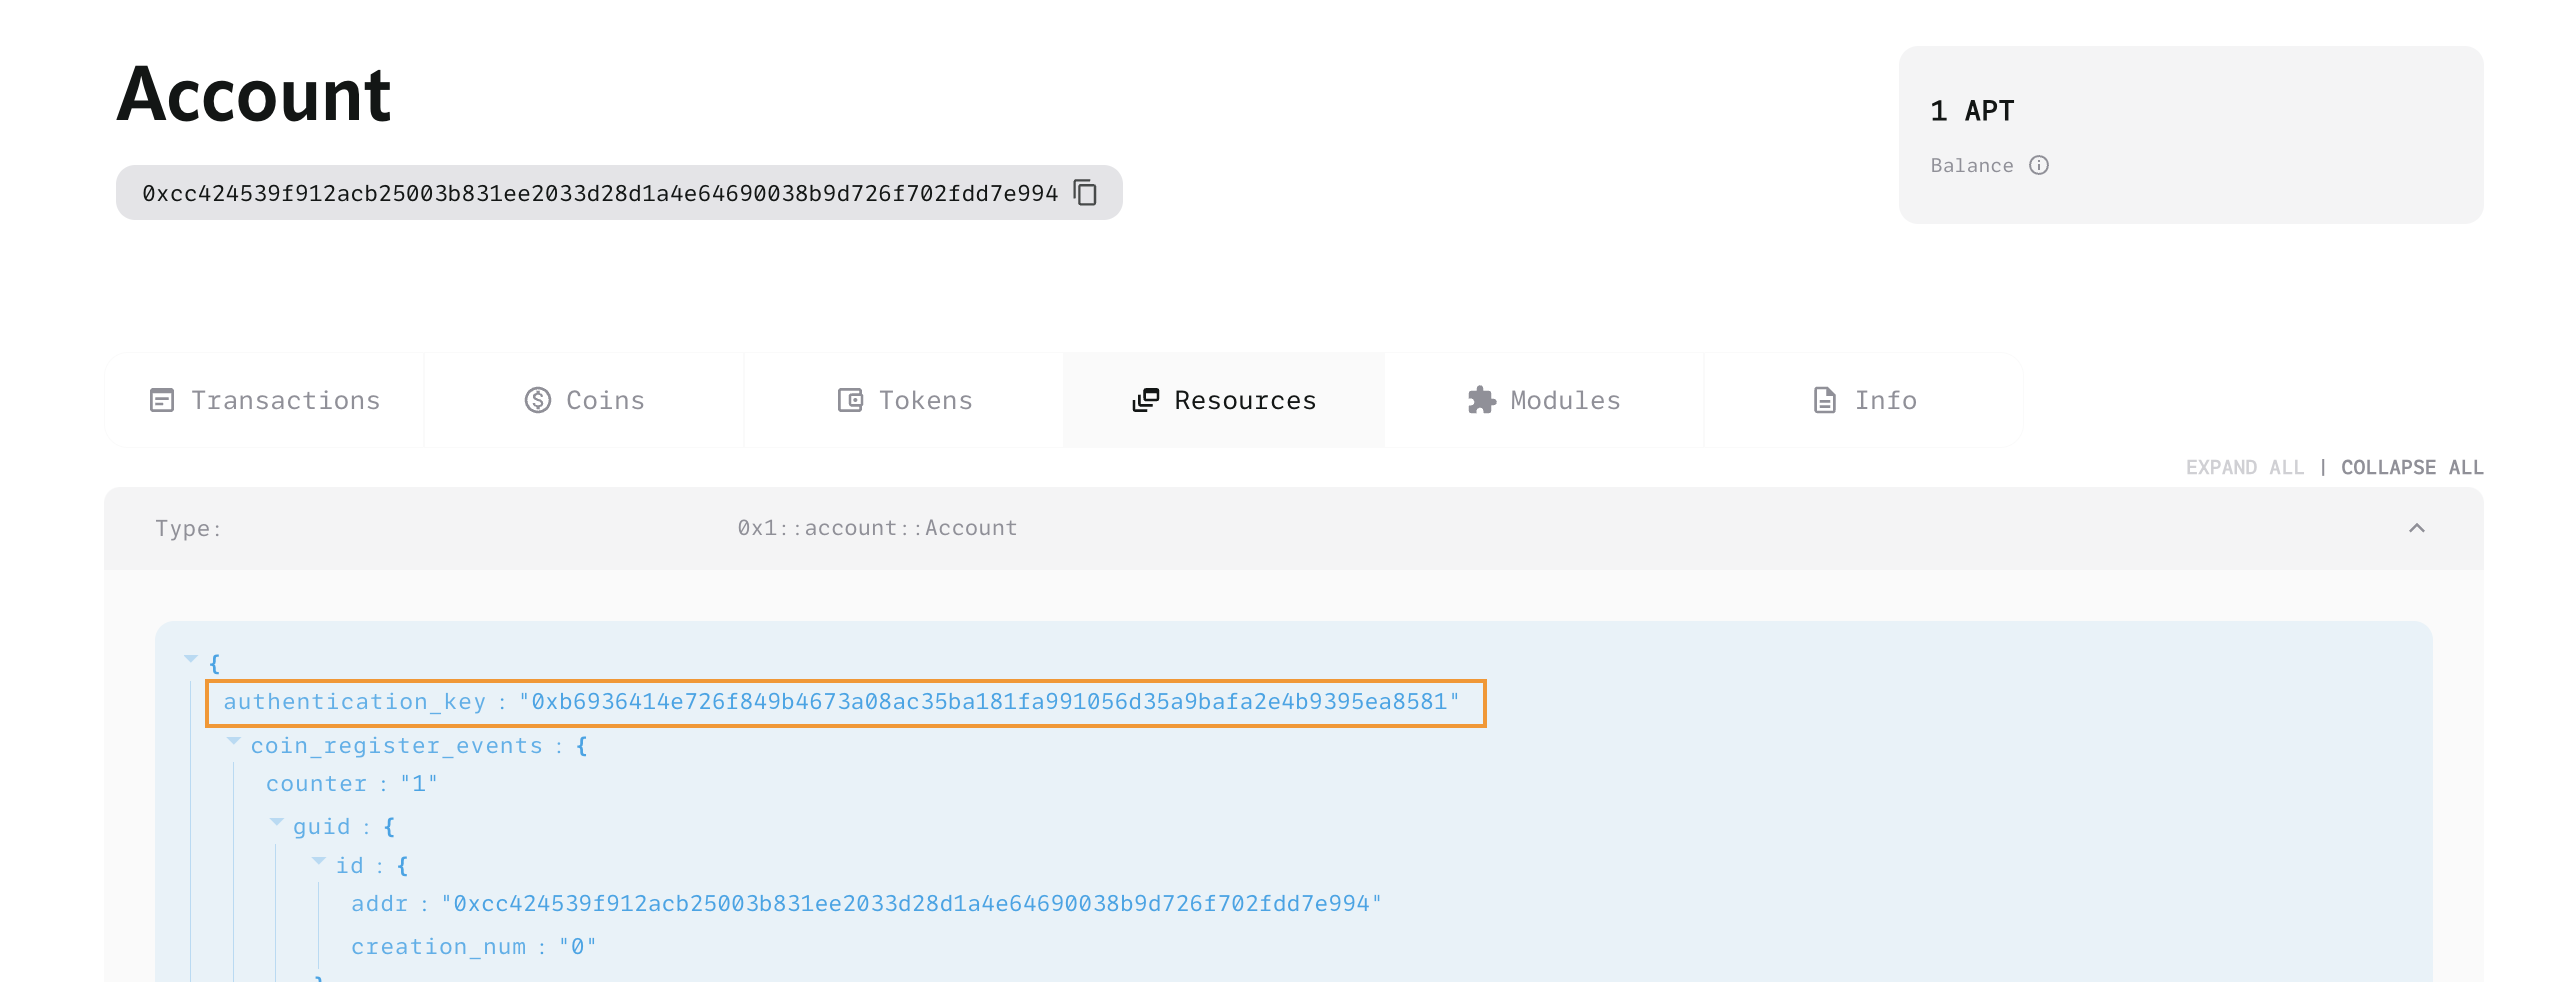 Account
0xcc424539f912acb25003b831ee2033d28d1a4e64690038b9d726f702fdd7e994
1 APT
Balance
Transactions
Coins
Tokens
Resources
Modules
Info
EXPAND ALL | COLLAPSE ALL
Type: 0x1::account::Account
{
authentication_key : "0xb6936414e726f849b4673a08ac35ba181fa991056d35a9bafa2e4b9395ea8581"
coin_register_events : {
counter : "1"
guid : {
id : {
addr : "0xcc424539f912acb25003b831ee2033d28d1a4e64690038b9d726f702fdd7e994"
creation_num : "0"
}